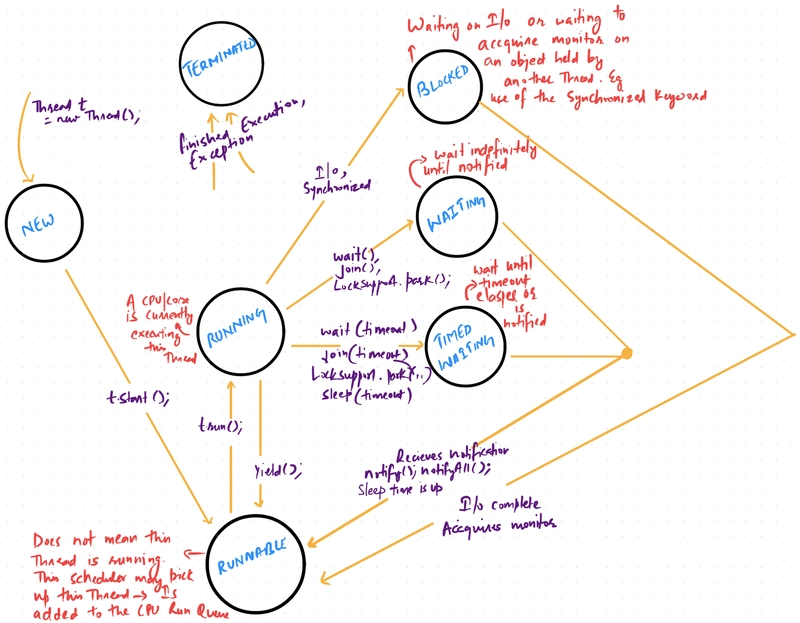 Waiting on I/o or waiting to
accquire monitor on
an object held by
another Thread. Eg
use of the Synchronized Keyword
TERMINATED
BLOCKED
Thread t
= new Thread();
finished Execution,
Exception
I/o,
Synchronized
wait indefinitely
until notified
NEW
WAITING
wait(),
Join(),
LockSupport.park();
wait until
timeout
elapses or
is
notified
A CPU/core
is currently
executing
this
Thread
RUNNING
wait (timeout)
Join(timeout)
LockSupport.park(,,)
sleep(timeout)
TIMED
WAITING
t.start();
t.run();
yield();
Recieves notification
notify(); notifyAll();
Sleep time is up
I/o complete
Accquires monitor
Does not mean this
Thread is running.
This scheduler may pick
up this Thread → Is
added to the CPU Run Queue
RUNNABLE